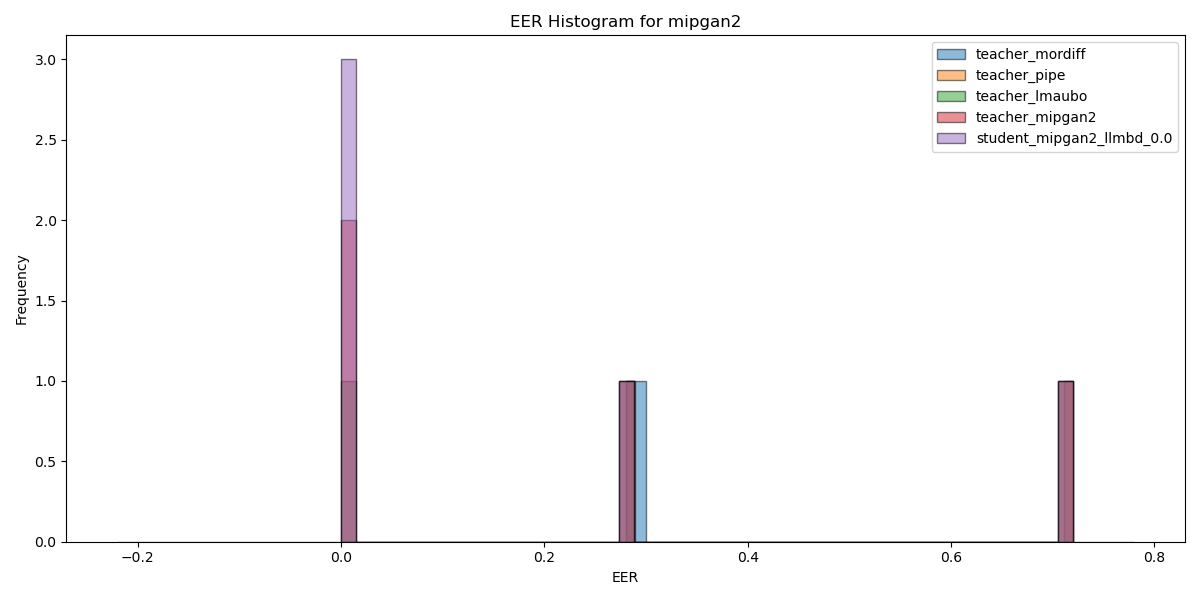 EER Histogram for mipgan2
teacher_mordiff
teacher_pipe
teacher_lmaubo
teacher_mipgan2
student_mipgan2_llmbd_0.0
Frequency
3.0
2.5
2.0
1.5
1.0
0.5
0.0
−0.2 0.0 0.2 0.4 0.6 0.8
EER